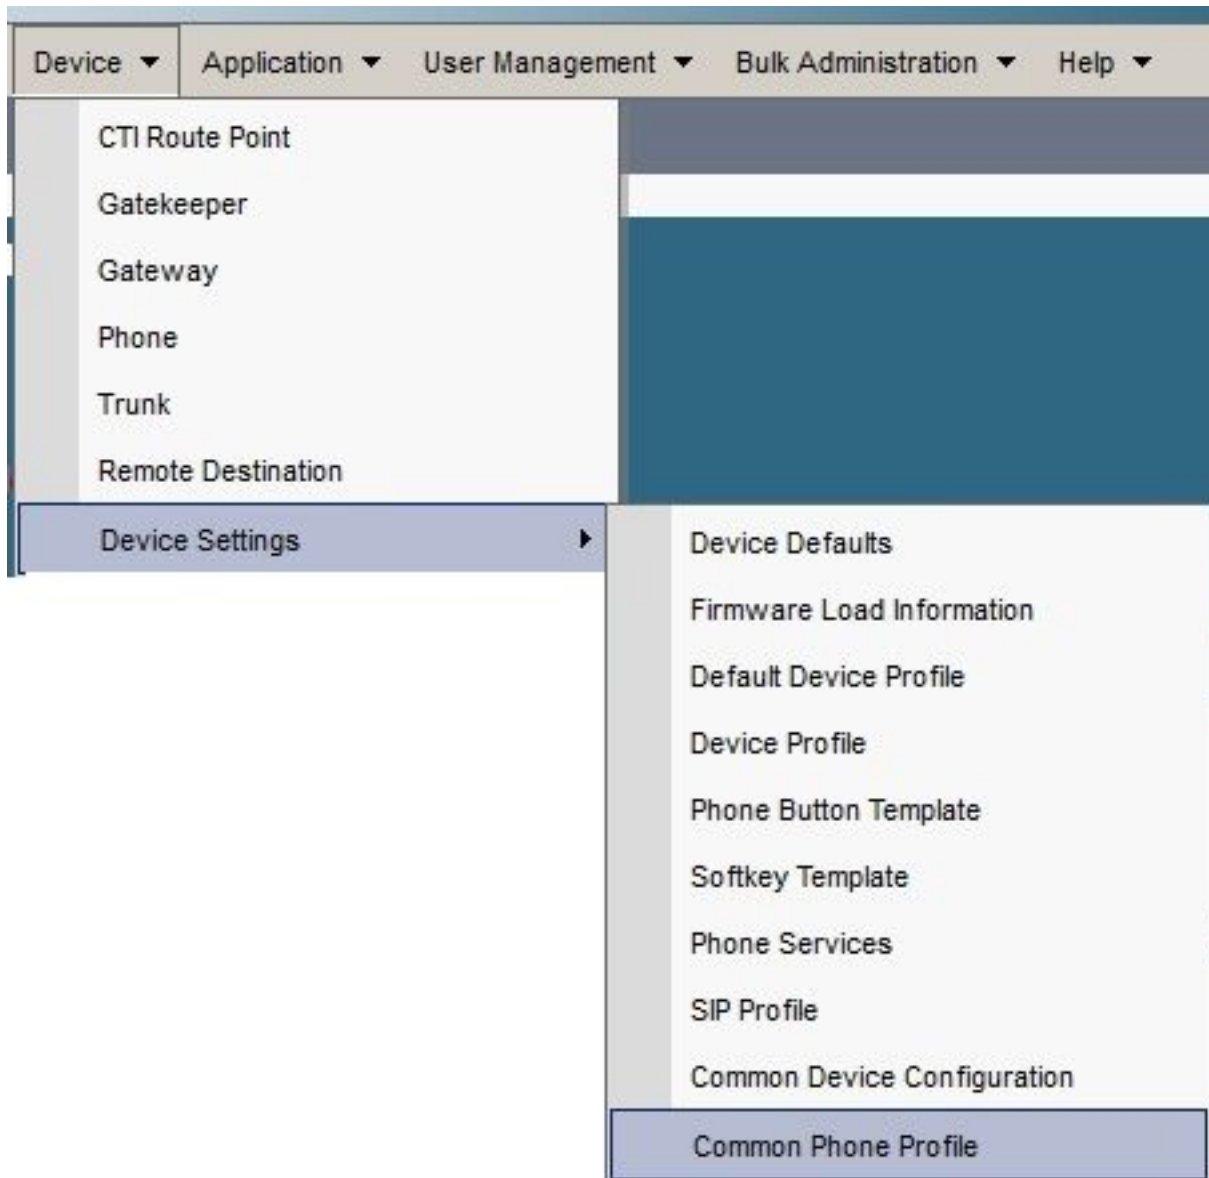 Device Application User Management Bulk Administration Help
CTI Route Point
Gatekeeper
Gateway
Phone
Trunk
Remote Destination
Device Settings
Device Defaults
Firmware Load Information
Default Device Profile
Device Profile
Phone Button Template
Softkey Template
Phone Services
SIP Profile
Common Device Configuration
Common Phone Profile